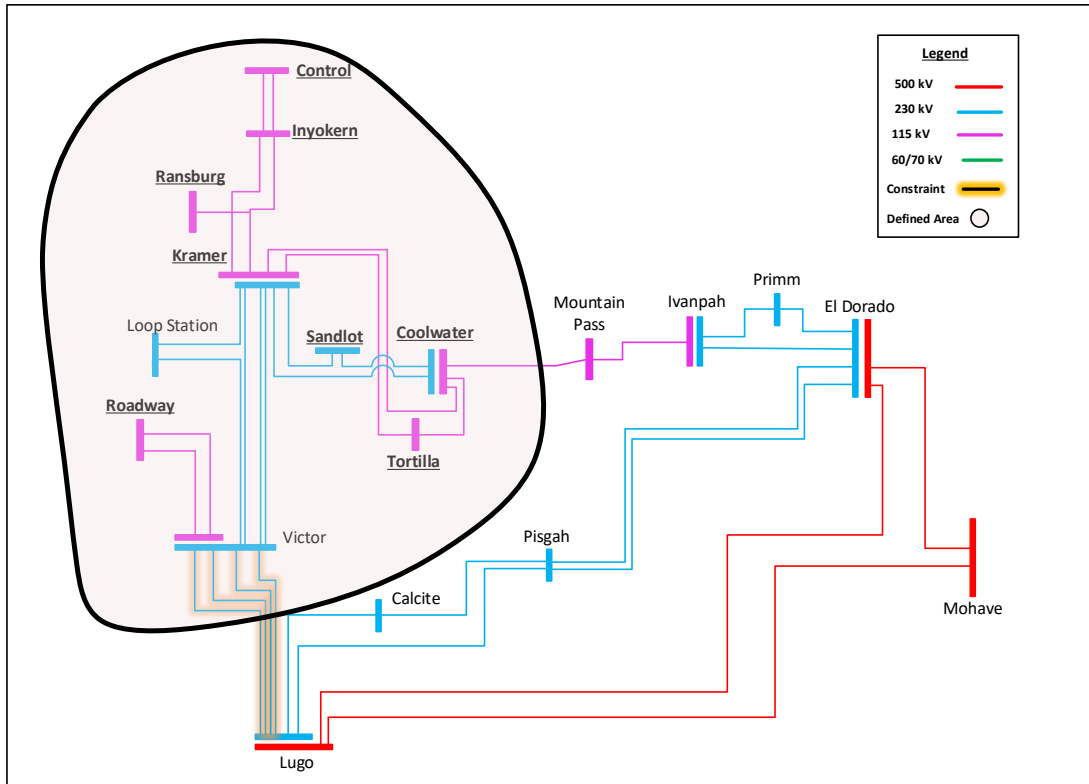 Control
Inyokern
Ransburg
Kramer
Loop Station
Sandlot
Coolwater
Roadway
Tortilla
Victor
Mountain
Pass
Ivanpah
Primm
El Dorado
Pisgah
Calcite
Mohave
Lugo
Legend
500 kV
230 kV
115 kV
60/70 kV
Constraint
Defined Area